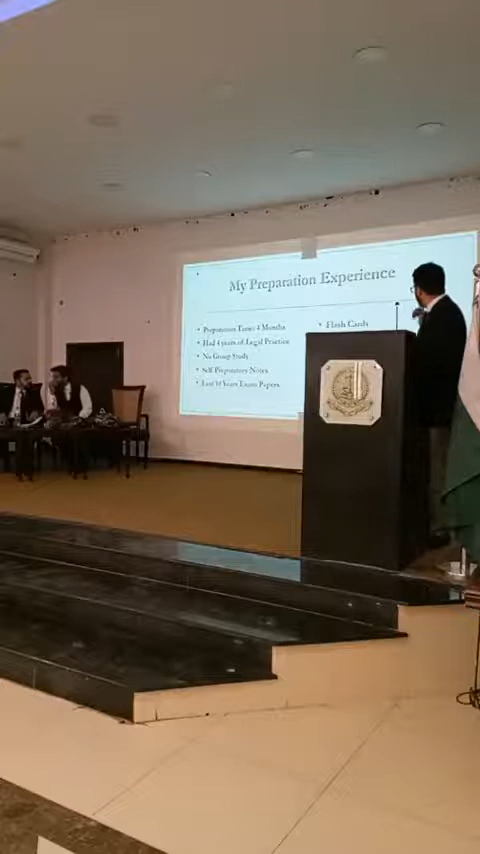 My Preparation Experience
• Preparation Time: 4 Months
• Had 4 years of Legal Practice
• No Group Study
• Self Preparatory Notes
• Last 10 Years Exam Papers
• Flash Cards